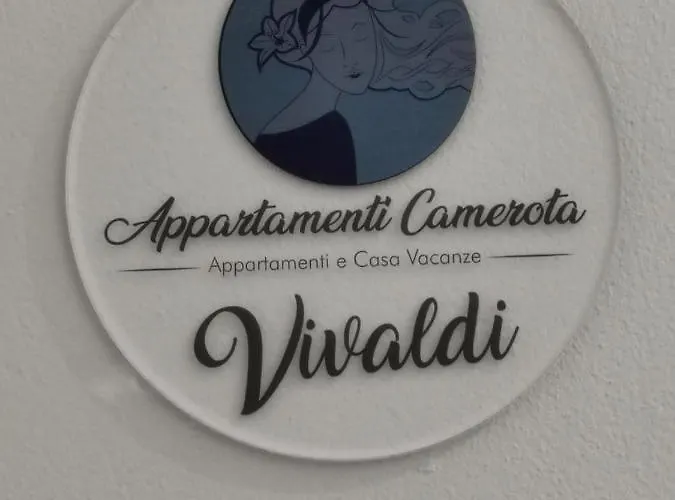 Appartamenti Camerota
Appartamenti e Casa Vacanze
Vivaldi